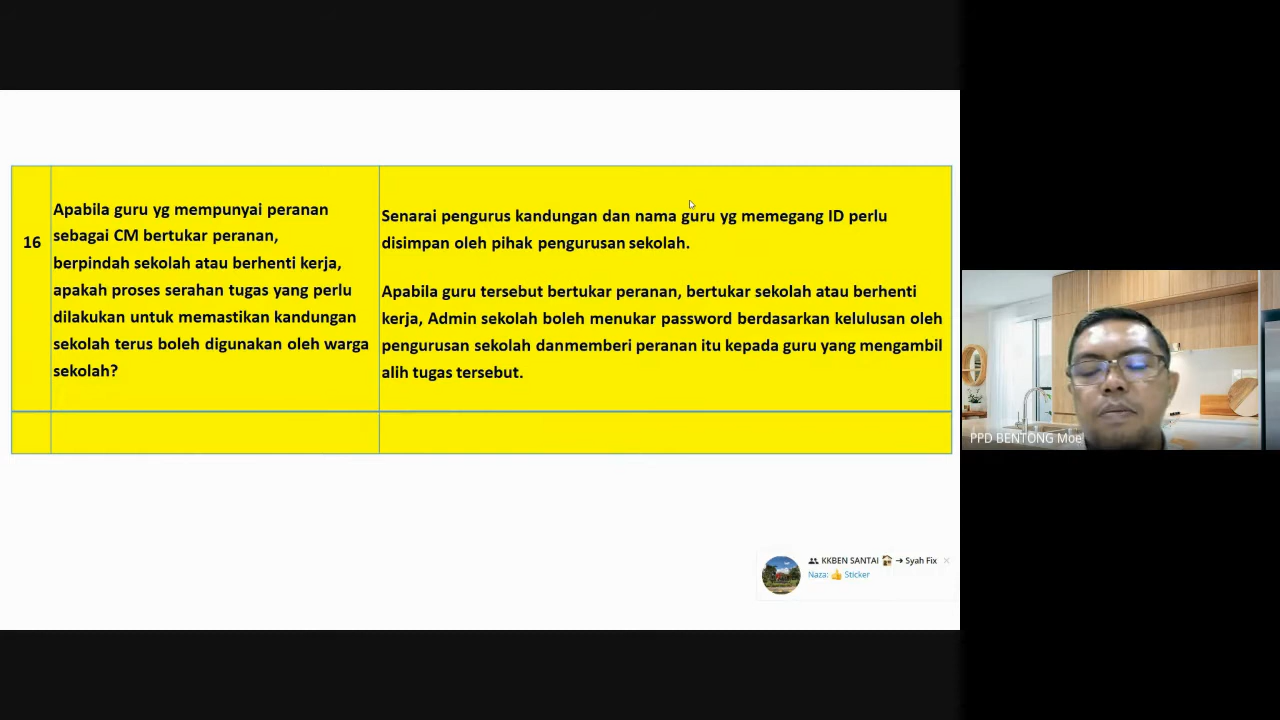 16
Apabila guru yg mempunyai peranan
sebagai CM bertukar peranan,
berpindah sekolah atau berhenti kerja,
apakah proses serahan tugas yang perlu
dilakukan untuk memastikan kandungan
sekolah terus boleh digunakan oleh warga
sekolah?
Senarai pengurus kandungan dan nama guru yg memegang ID perlu
disimpan oleh pihak pengurusan sekolah.
Apabila guru tersebut bertukar peranan, bertukar sekolah atau berhenti
kerja, Admin sekolah boleh menukar password berdasarkan kelulusan oleh
pengurusan sekolah danmemberi peranan itu kepada guru yang mengambil
alih tugas tersebut.
PPD BENTONG Moe
KKBEN SANTAI 🏠 → Syah Fix
Naza: 👍 Sticker